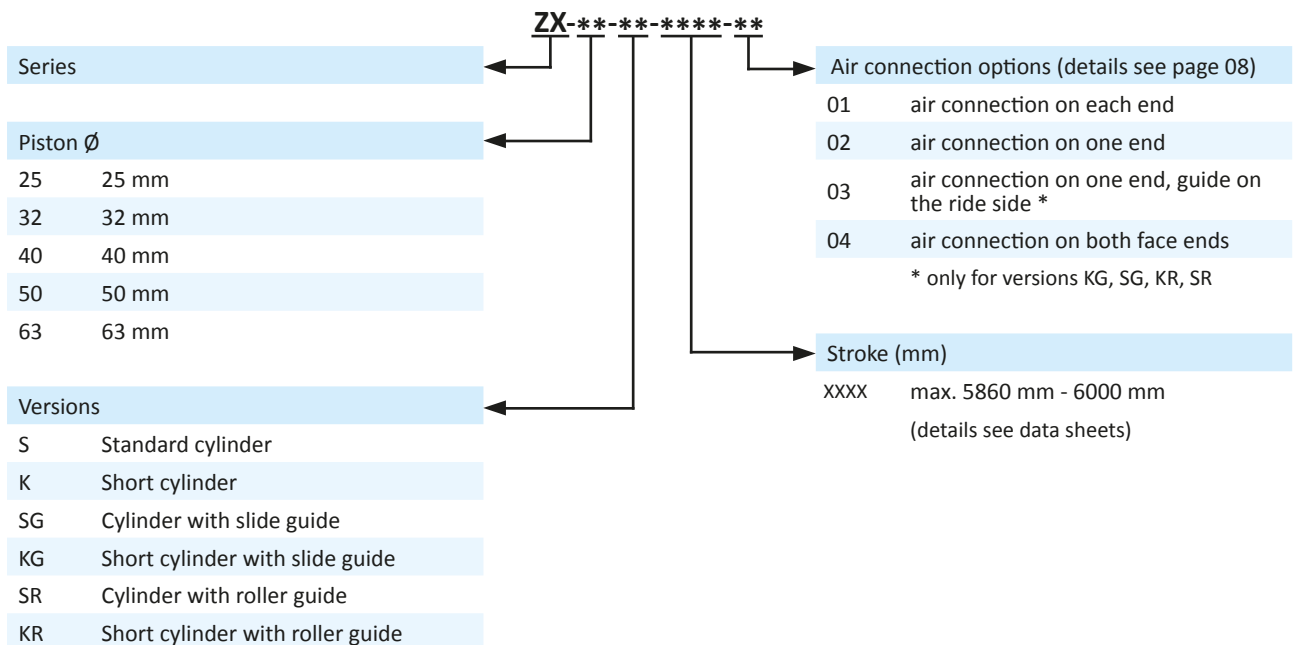 ZX-**-**-****-**
Series
Piston Ø
25 25 mm
32 32 mm
40 40 mm
50 50 mm
63 63 mm
Versions
S Standard cylinder
K Short cylinder
SG Cylinder with slide guide
KG Short cylinder with slide guide
SR Cylinder with roller guide
KR Short cylinder with roller guide
Air connection options (details see page 08)
01 air connection on each end
02 air connection on one end
03 air connection on one end, guide on
the ride side *
04 air connection on both face ends
* only for versions KG, SG, KR, SR
Stroke (mm)
XXXX max. 5860 mm - 6000 mm
(details see data sheets)